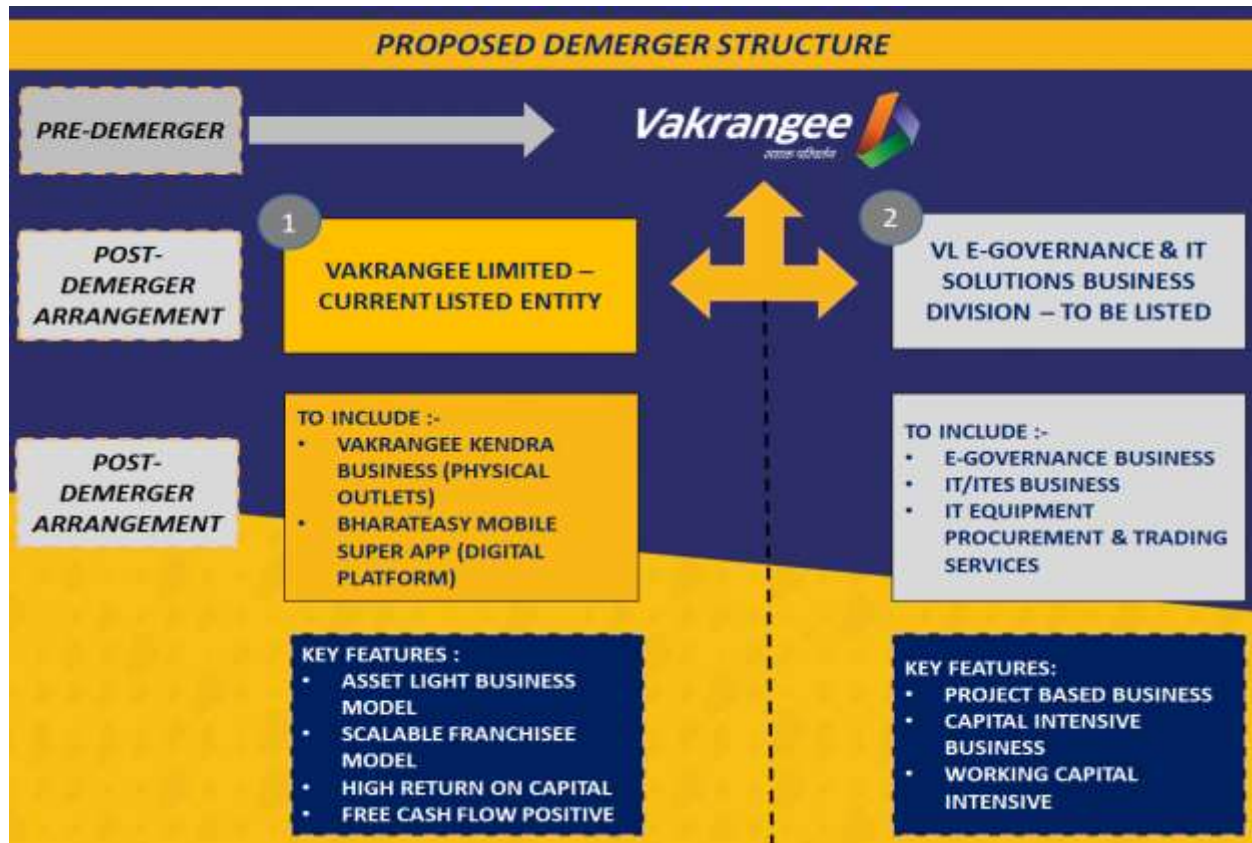 PROPOSED DEMERGER STRUCTURE
PRE-DEMERGER
Vakrangee
POST-
DEMERGER
ARRANGEMENT
1
VAKRANGEE LIMITED –
CURRENT LISTED ENTITY
2
VL E-GOVERNANCE & IT
SOLUTIONS BUSINESS
DIVISION – TO BE LISTED
POST-
DEMERGER
ARRANGEMENT
TO INCLUDE :-
• VAKRANGEE KENDRA
BUSINESS (PHYSICAL
OUTLETS)
• BHARATEASY MOBILE
SUPER APP (DIGITAL
PLATFORM)
TO INCLUDE :-
• E-GOVERNANCE BUSINESS
• IT/ITES BUSINESS
• IT EQUIPMENT
PROCUREMENT & TRADING
SERVICES
KEY FEATURES :
• ASSET LIGHT BUSINESS
MODEL
• SCALABLE FRANCHISEE
MODEL
• HIGH RETURN ON CAPITAL
• FREE CASH FLOW POSITIVE
KEY FEATURES:
• PROJECT BASED BUSINESS
• CAPITAL INTENSIVE
BUSINESS
• WORKING CAPITAL
INTENSIVE